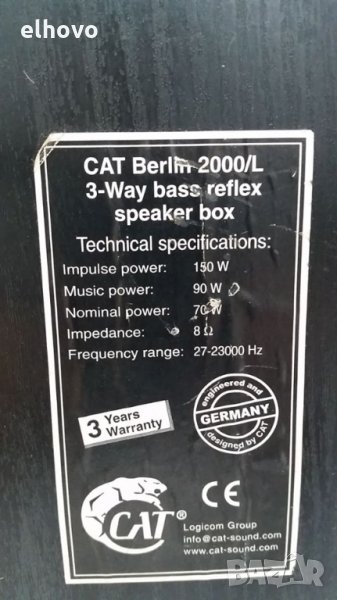 elhovo
CAT Berlin 2000/L
3-Way bass reflex
speaker box
Technical specifications:
Impulse power: 150 W
Music power: 90 W
Nominal power: 70 W
Impedance: 8 Ω
Frequency range: 27-23000 Hz
3 Years Warranty
engineered and
GERMANY
designed by CAT
CAT®
CE
Logicom Group
info@cat-sound.com
www.cat-sound.com
BAZAR